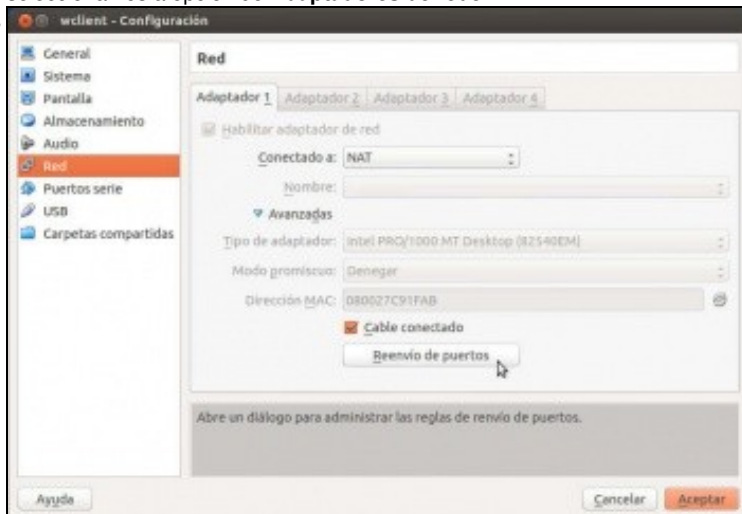 wclient - Configuración
General
Sistema
Pantalla
Almacenamiento
Audio
Red
Puertos serie
USB
Carpetas compartidas
Red
Adaptador 1 Adaptador 2 Adaptador 3 Adaptador 4
Habilitar adaptador de red
Conectado a: NAT
Nombre:
Avanzadas
Tipo de adaptador: Intel PRO/1000 MT Desktop (82540EM)
Modo promiscuo: Denegar
Dirección MAC: 080027C91FAB
Cable conectado
Reenvío de puertos
Abre un diálogo para administrar las reglas de renvío de puertos.
Ayuda Cancelar Aceptar